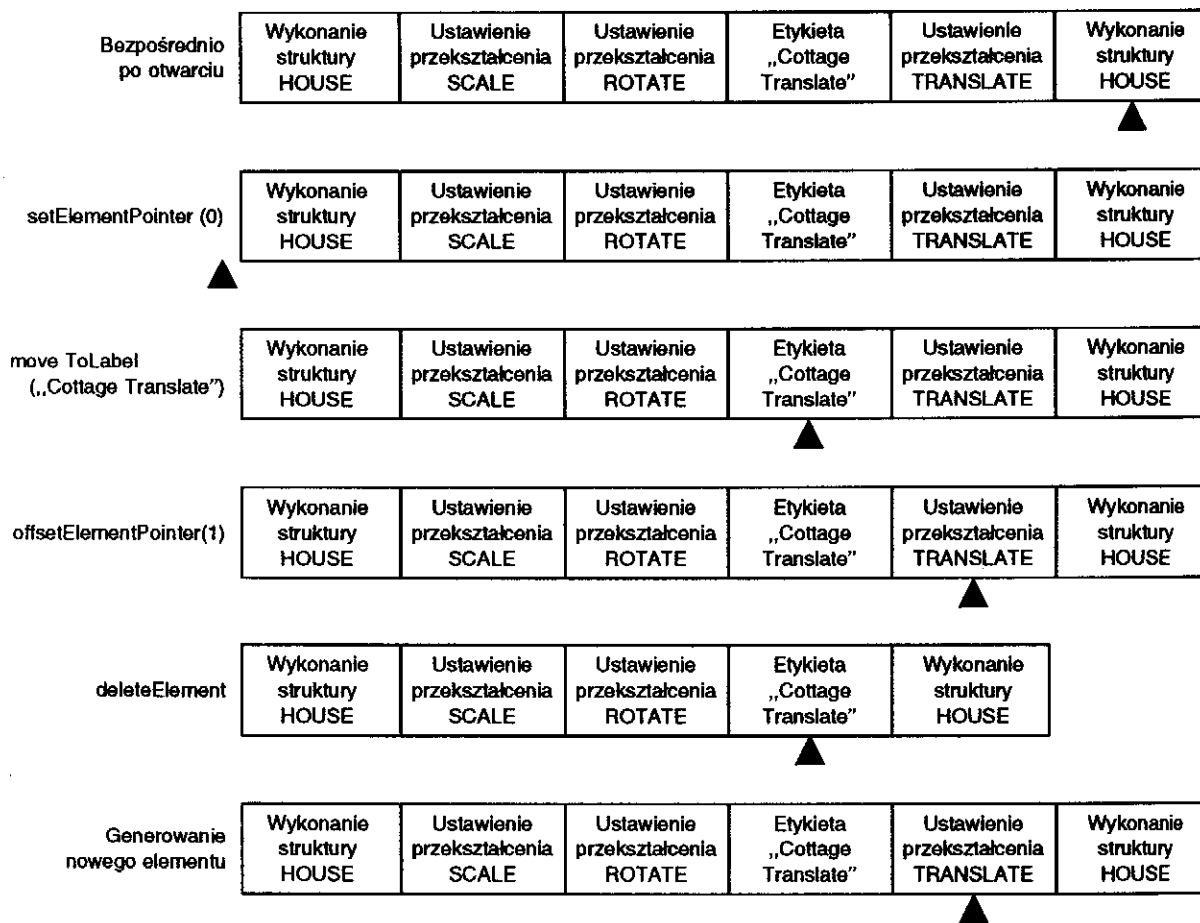 Bezpośrednio
po otwarciu
Wykonanie
struktury
HOUSE
Ustawienie
przekształcenia
SCALE
Ustawienie
przekształcenia
ROTATE
Etykieta
„Cottage
Translate”
Ustawienie
przekształcenia
TRANSLATE
Wykonanie
struktury
HOUSE
setElementPointer (0)
Wykonanie
struktury
HOUSE
Ustawienie
przekształcenia
SCALE
Ustawienie
przekształcenia
ROTATE
Etykieta
„Cottage
Translate”
Ustawienie
przekształcenia
TRANSLATE
Wykonanie
struktury
HOUSE
move ToLabel
(„Cottage Translate”)
Wykonanie
struktury
HOUSE
Ustawienie
przekształcenia
SCALE
Ustawienie
przekształcenia
ROTATE
Etykieta
„Cottage
Translate”
Ustawienie
przekształcenia
TRANSLATE
Wykonanie
struktury
HOUSE
offsetElementPointer(1)
Wykonanie
struktury
HOUSE
Ustawienie
przekształcenia
SCALE
Ustawienie
przekształcenia
ROTATE
Etykieta
„Cottage
Translate”
Ustawienie
przekształcenia
TRANSLATE
Wykonanie
struktury
HOUSE
deleteElement
Wykonanie
struktury
HOUSE
Ustawienie
przekształcenia
SCALE
Ustawienie
przekształcenia
ROTATE
Etykieta
„Cottage
Translate”
Wykonanie
struktury
HOUSE
Generowanie
nowego elementu
Wykonanie
struktury
HOUSE
Ustawienie
przekształcenia
SCALE
Ustawienie
przekształcenia
ROTATE
Etykieta
„Cottage
Translate”
Ustawienie
przekształcenia
TRANSLATE
Wykonanie
struktury
HOUSE